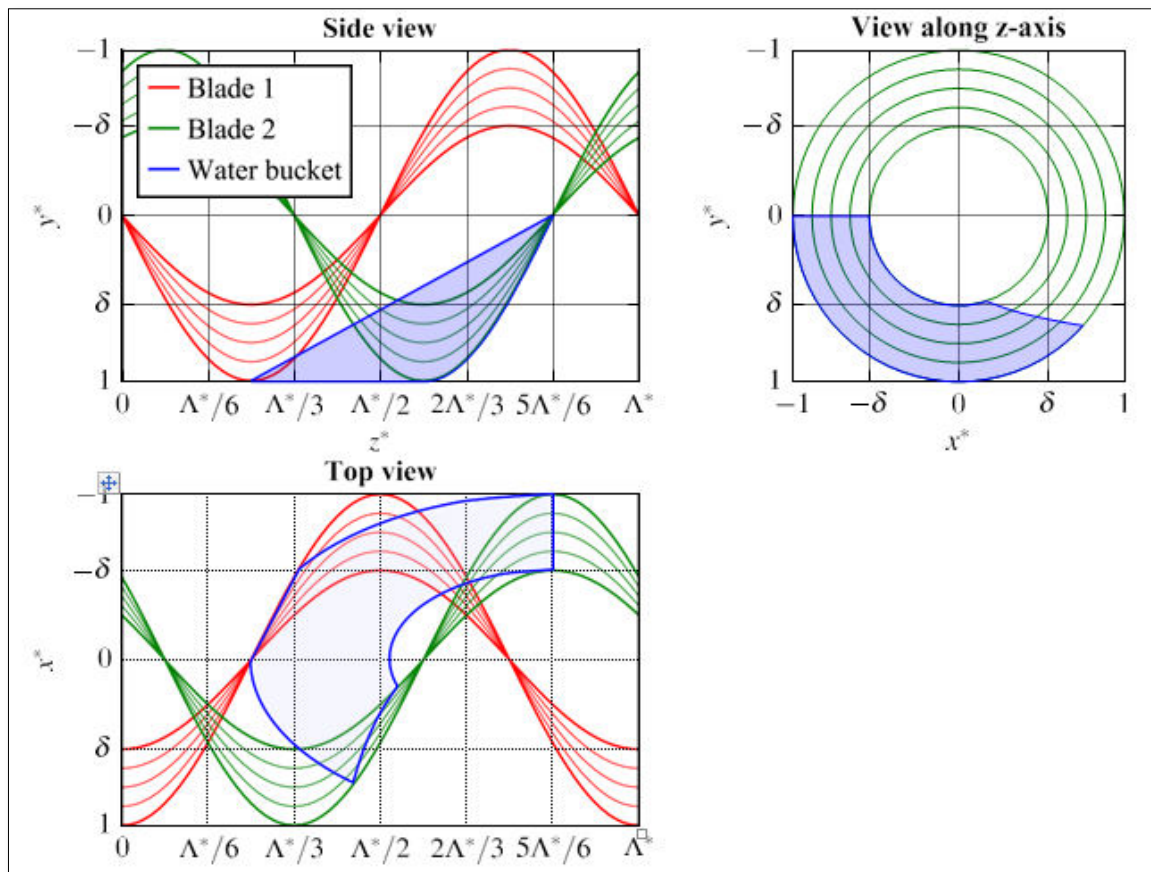 Side view
View along z-axis
−1
−δ
0
δ
1
y*
Blade 1
Blade 2
Water bucket
0 Λ*/6 Λ*/3 Λ*/2 2Λ*/3 5Λ*/6 Λ*
z*
−1
−δ
0
δ
1
y*
−1 −δ 0 δ 1
x*
Top view
−1
−δ
0
δ
1
x*
0 Λ*/6 Λ*/3 Λ*/2 2Λ*/3 5Λ*/6 Λ*